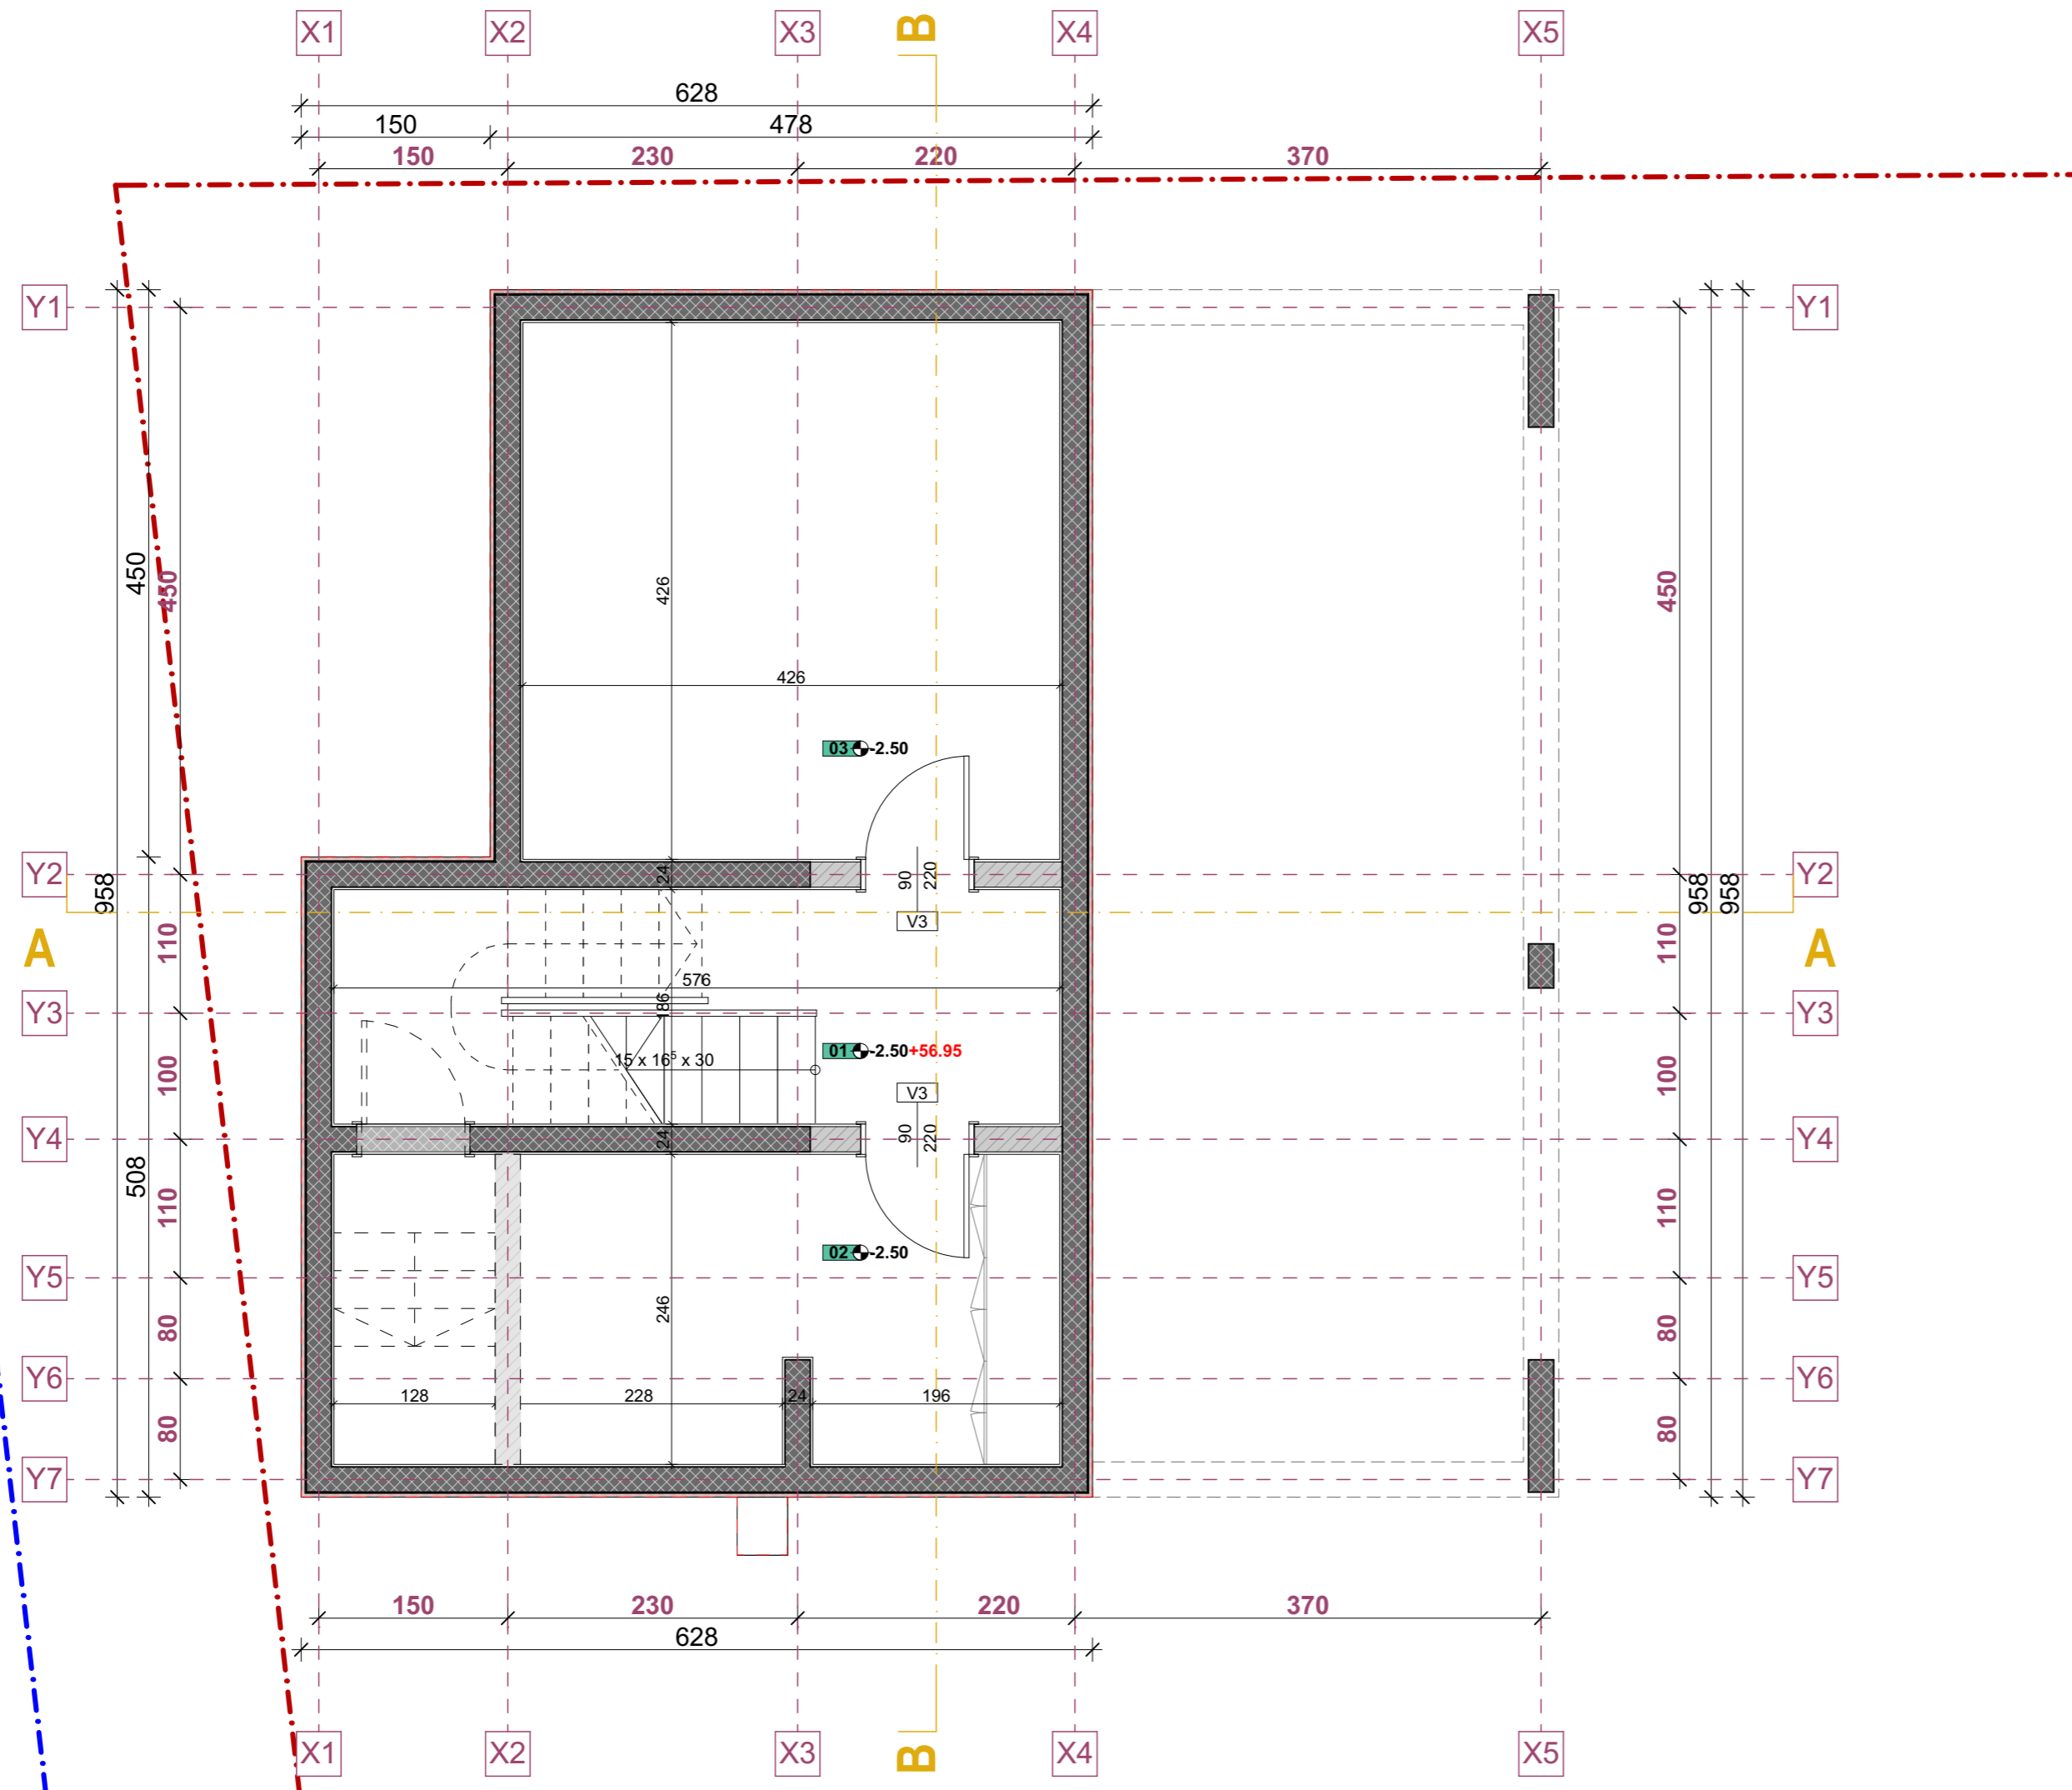 X1 X2 X3 B X4 X5
628
150 478
150 230 220 370
Y1 Y1
450 450 450
426
426
03 -2.50
Y2 24 90 220 Y2
958 958 958
V3
A A
110 110
576
186
Y3 Y3
01 -2.50+56.95
15 x 16⁵ x 30
100 100
V3
Y4 24 90 220 Y4
508
110 110
02 -2.50
Y5 Y5
246
80 80
Y6 Y6
128 228 24 196
80 80
Y7 Y7
150 230 220 370
628
X1 X2 X3 B X4 X5